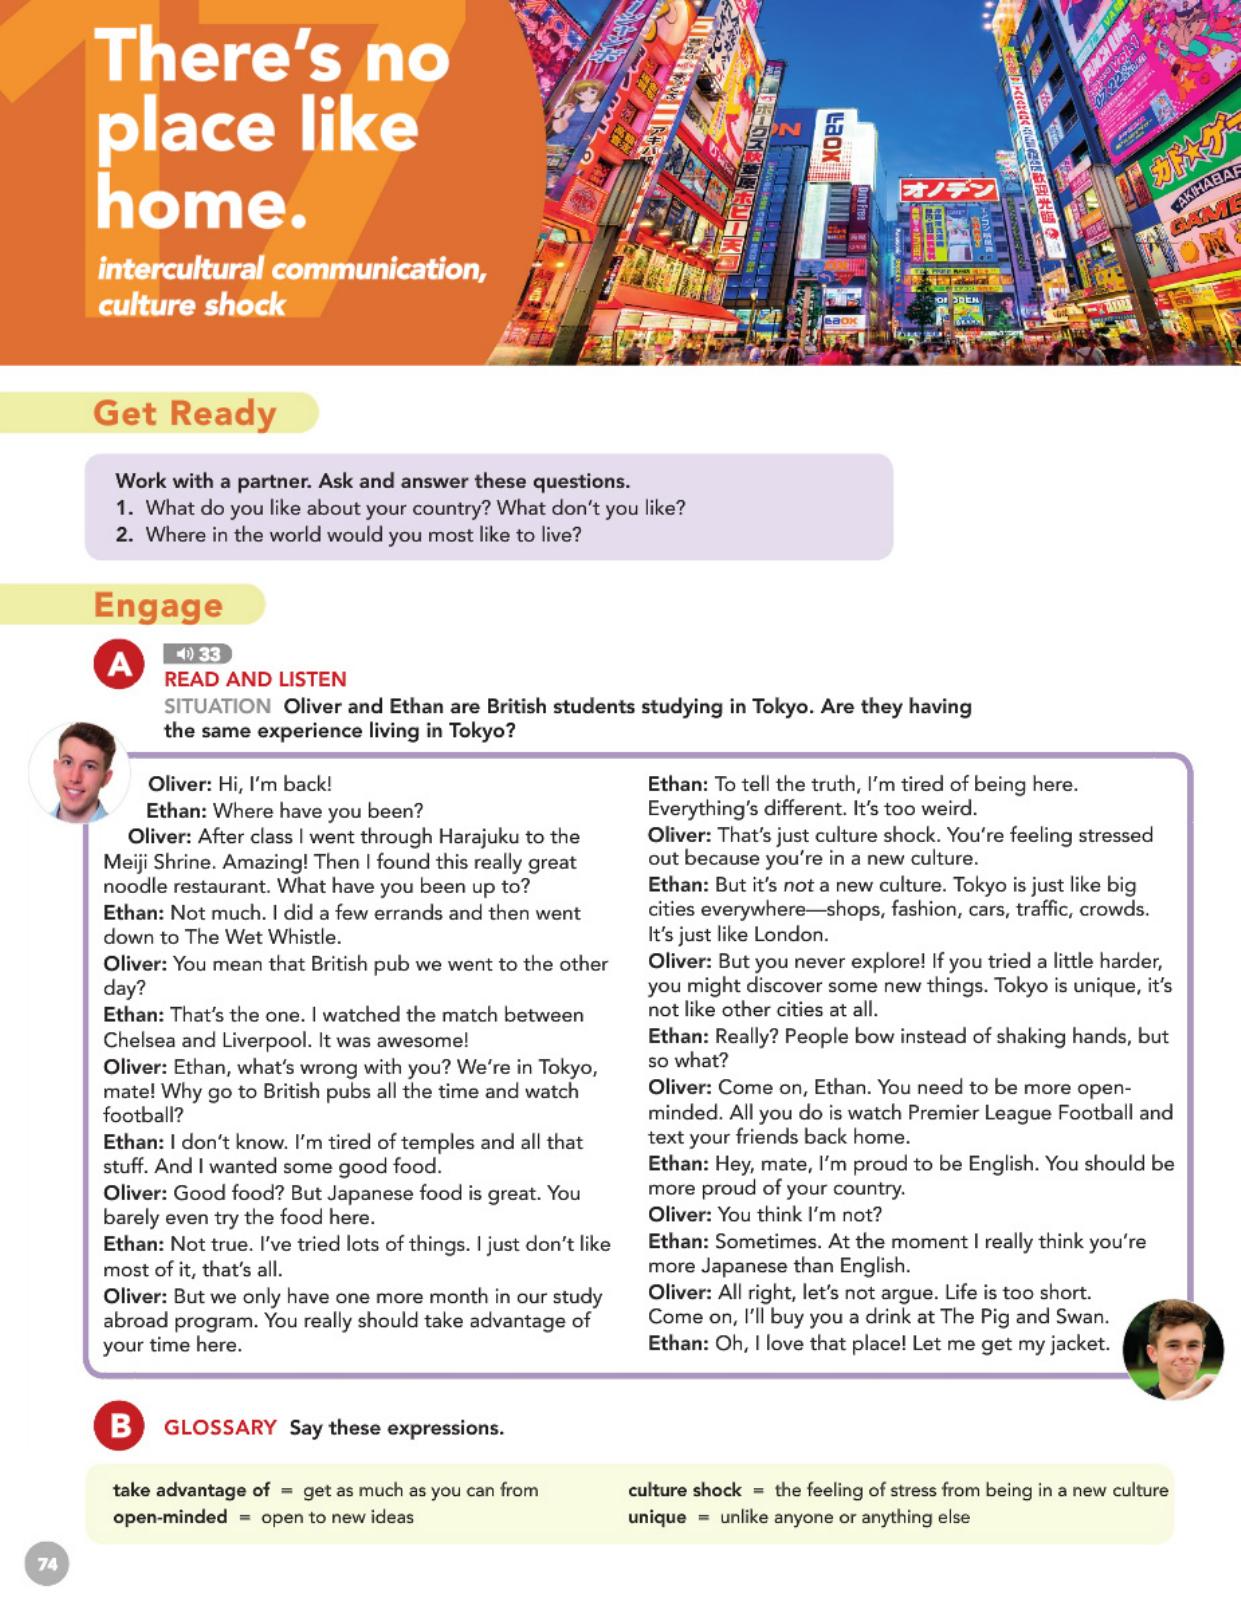 17
There's no
place like
home.
intercultural communication,
culture shock
LaOX
オノデン
カド★ゲー
AKIHABAR
GAME
歓迎光臨
Duty Free
Laox
Get Ready
Work with a partner. Ask and answer these questions.
1. What do you like about your country? What don't you like?
2. Where in the world would you most like to live?
Engage
A
33
READ AND LISTEN
SITUATION Oliver and Ethan are British students studying in Tokyo. Are they having
the same experience living in Tokyo?
Oliver: Hi, I'm back!
Ethan: Where have you been?
Oliver: After class I went through Harajuku to the
Meiji Shrine. Amazing! Then I found this really great
noodle restaurant. What have you been up to?
Ethan: Not much. I did a few errands and then went
down to The Wet Whistle.
Oliver: You mean that British pub we went to the other
day?
Ethan: That's the one. I watched the match between
Chelsea and Liverpool. It was awesome!
Oliver: Ethan, what's wrong with you? We're in Tokyo,
mate! Why go to British pubs all the time and watch
football?
Ethan: I don't know. I'm tired of temples and all that
stuff. And I wanted some good food.
Oliver: Good food? But Japanese food is great. You
barely even try the food here.
Ethan: Not true. I've tried lots of things. I just don't like
most of it, that's all.
Oliver: But we only have one more month in our study
abroad program. You really should take advantage of
your time here.
Ethan: To tell the truth, I'm tired of being here.
Everything's different. It's too weird.
Oliver: That's just culture shock. You're feeling stressed
out because you're in a new culture.
Ethan: But it's not a new culture. Tokyo is just like big
cities everywhere—shops, fashion, cars, traffic, crowds.
It's just like London.
Oliver: But you never explore! If you tried a little harder,
you might discover some new things. Tokyo is unique, it's
not like other cities at all.
Ethan: Really? People bow instead of shaking hands, but
so what?
Oliver: Come on, Ethan. You need to be more open-
minded. All you do is watch Premier League Football and
text your friends back home.
Ethan: Hey, mate, I'm proud to be English. You should be
more proud of your country.
Oliver: You think I'm not?
Ethan: Sometimes. At the moment I really think you're
more Japanese than English.
Oliver: All right, let's not argue. Life is too short.
Come on, I'll buy you a drink at The Pig and Swan.
Ethan: Oh, I love that place! Let me get my jacket.
B
GLOSSARY Say these expressions.
take advantage of = get as much as you can from
open-minded = open to new ideas
culture shock = the feeling of stress from being in a new culture
unique = unlike anyone or anything else
74